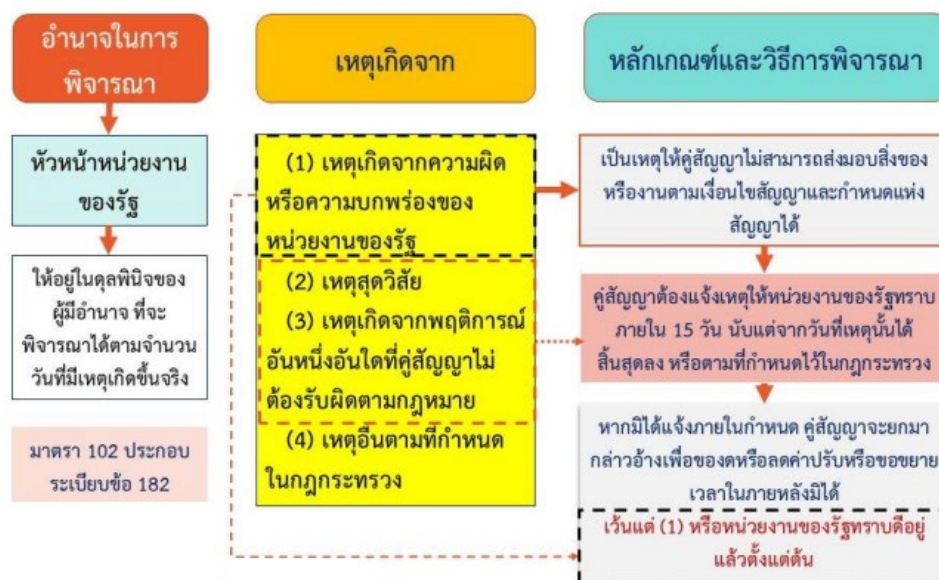 อำนาจในการ
พิจารณา
หัวหน้าหน่วยงาน
ของรัฐ
ให้อยู่ในดุลพินิจของ
ผู้มีอำนาจ ที่จะ
พิจารณาได้ตามจำนวน
วันที่มีเหตุเกิดขึ้นจริง
มาตรา 102 ประกอบ
ระเบียบข้อ 182
เหตุเกิดจาก
(1) เหตุเกิดจากความผิด
หรือความบกพร่องของ
หน่วยงานของรัฐ
(2) เหตุสุดวิสัย
(3) เหตุเกิดจากพฤติการณ์
อันหนึ่งอันใดที่คู่สัญญาไม่
ต้องรับผิดตามกฎหมาย
(4) เหตุอื่นตามที่กำหนด
ในกฎกระทรวง
หลักเกณฑ์และวิธีการพิจารณา
เป็นเหตุให้คู่สัญญาไม่สามารถส่งมอบสิ่งของ
หรืองานตามเงื่อนไขสัญญาและกำหนดแห่ง
สัญญาได้
คู่สัญญาต้องแจ้งเหตุให้หน่วยงานของรัฐทราบ
ภายใน 15 วัน นับแต่จากวันที่เหตุนั้นได้
สิ้นสุดลง หรือตามที่กำหนดไว้ในกฎกระทรวง
หากมิได้แจ้งภายในกำหนด คู่สัญญาจะยกมา
กล่าวอ้างเพื่อของดหรือลดค่าปรับหรือขอขยาย
เวลาในภายหลังมิได้
เว้นแต่ (1) หรือหน่วยงานของรัฐทราบดีอยู่
แล้วตั้งแต่ต้น